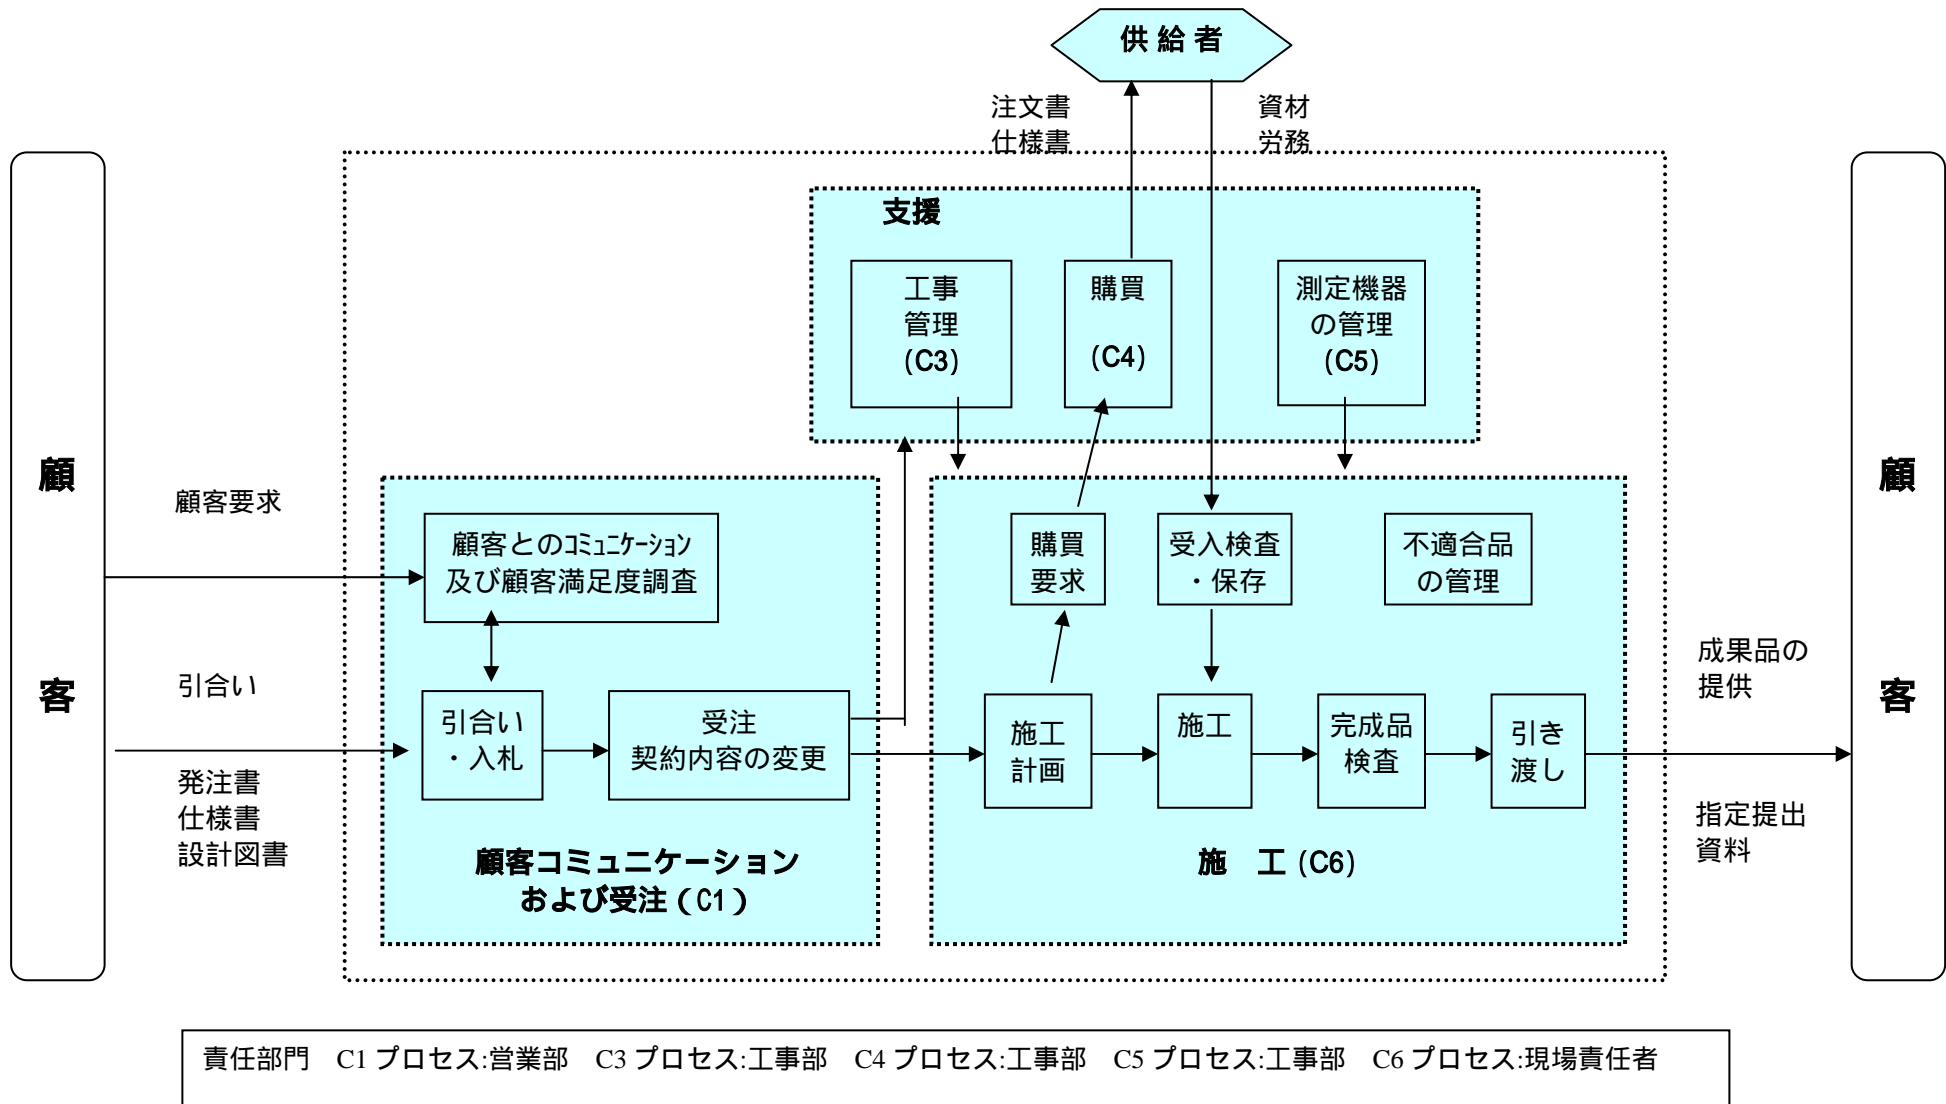 供 給 者
注文書
仕様書
資材
労務
支援
工事
管理
(C3)
購買
(C4)
測定機器
の管理
(C5)
顧
客
顧客要求
引合い
発注書
仕様書
設計図書
顧客とのｺﾐｭﾆｹｰｼｮﾝ
及び顧客満足度調査
引合い
・入札
受注
契約内容の変更
顧客コミュニケーション
および受注（C1）
購買
要求
受入検査
・保存
不適合品
の管理
施工
計画
施工
完成品
検査
引き
渡し
施　工 (C6)
成果品の
提供
指定提出
資料
顧
客
責任部門　C1 プロセス:営業部　C3 プロセス:工事部　C4 プロセス:工事部　C5 プロセス:工事部　C6 プロセス:現場責任者